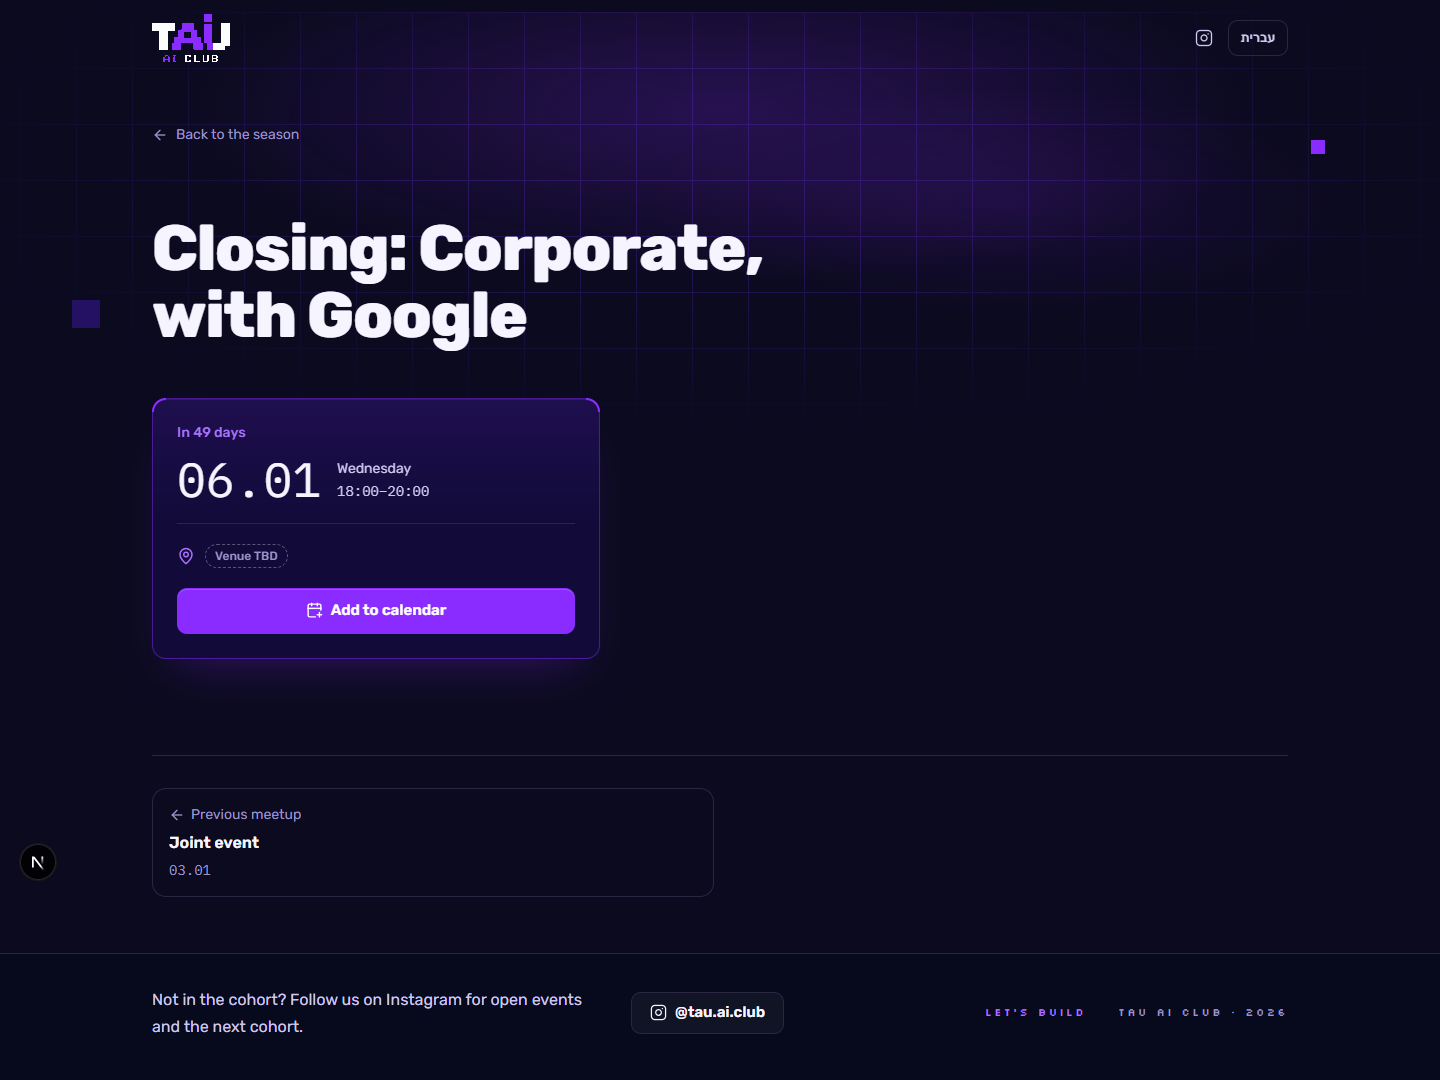 TAiU
AI CLUB
עברית
Back to the season
Closing: Corporate,
with Google
In 49 days
06.01
Wednesday
18:00–20:00
Venue TBD
Add to calendar
Previous meetup
Joint event
03.01
N
Not in the cohort? Follow us on Instagram for open events
and the next cohort.
@tau.ai.club
LET'S BUILD
TAU AI CLUB · 2026